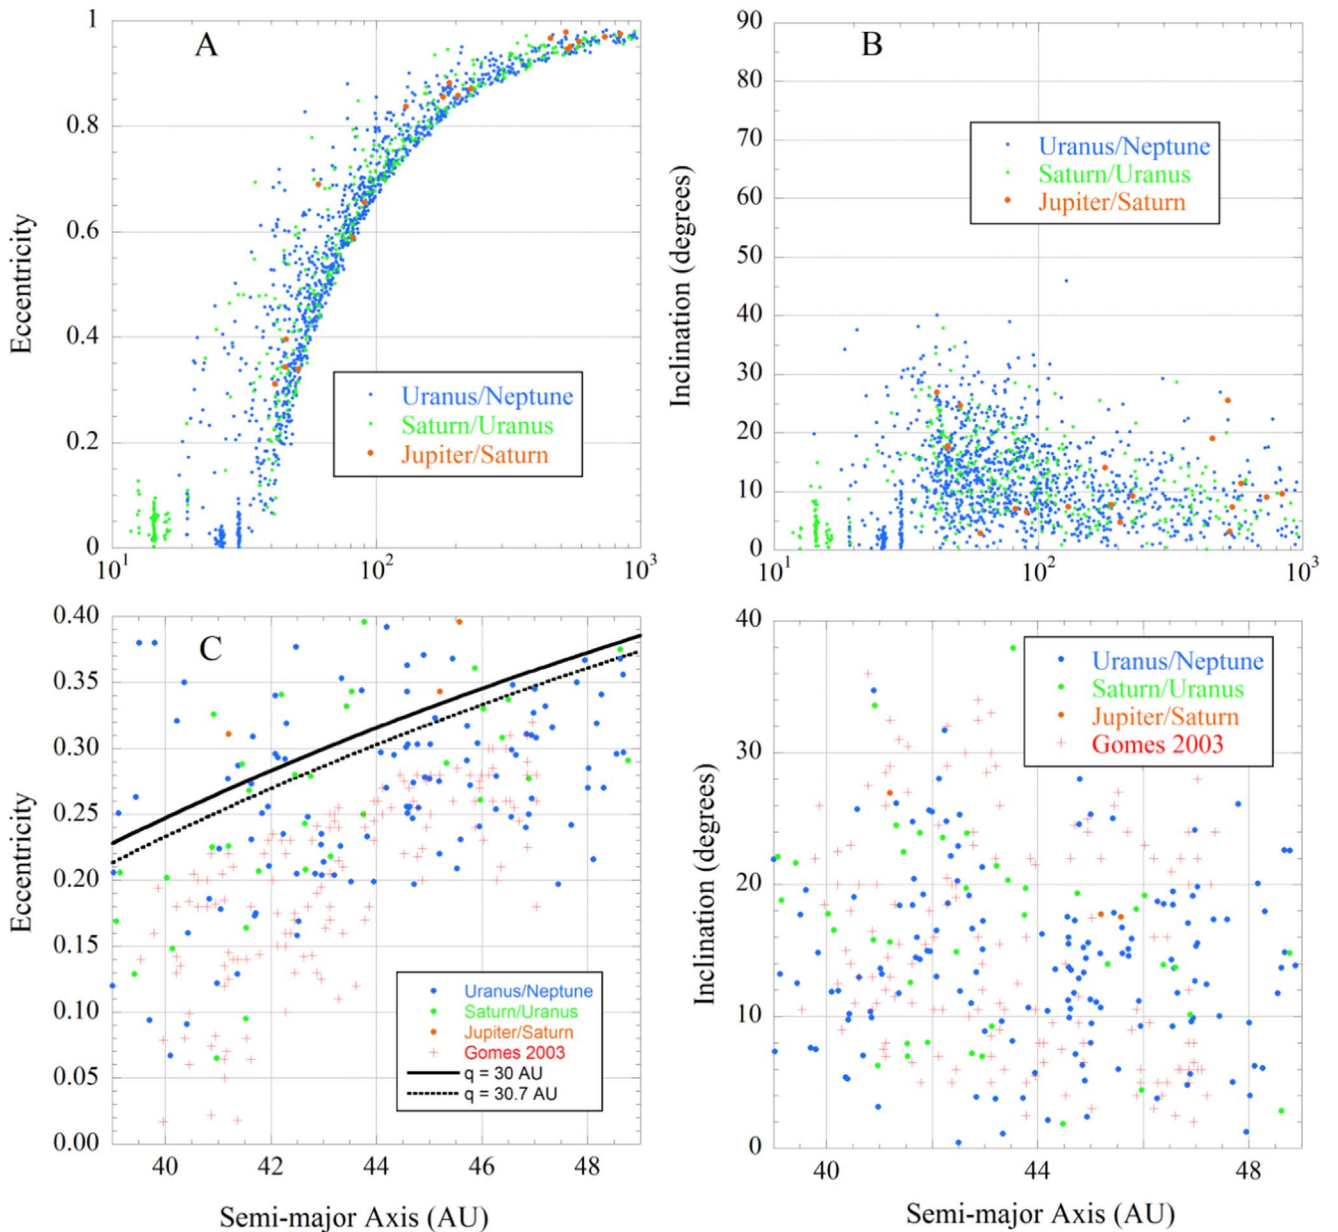 A
Eccentricity
1
0.8
0.6
0.4
0.2
0
10¹
10²
10³
Uranus/Neptune
Saturn/Uranus
Jupiter/Saturn
B
Inclination (degrees)
90
80
70
60
50
40
30
20
10
0
10¹
10²
10³
Uranus/Neptune
Saturn/Uranus
Jupiter/Saturn
C
Eccentricity
0.40
0.35
0.30
0.25
0.20
0.15
0.10
0.05
0.00
40
42
44
46
48
Semi-major Axis (AU)
Uranus/Neptune
Saturn/Uranus
Jupiter/Saturn
Gomes 2003
q = 30 AU
q = 30.7 AU
Inclination (degrees)
40
30
20
10
0
40
44
48
Semi-major Axis (AU)
Uranus/Neptune
Saturn/Uranus
Jupiter/Saturn
Gomes 2003